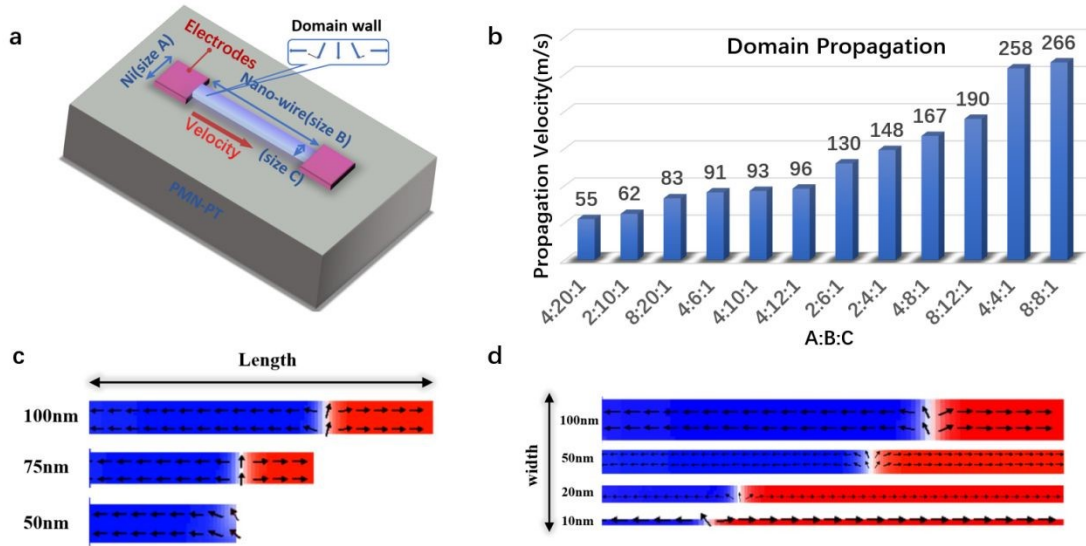 a
Domain wall
Electrodes
Ni(size A)
Nano-wire(size B)
Velocity
(size C)
PMN-PT
b
Domain Propagation
Propagation Velocity(m/s)
55
62
83
91
93
96
130
148
167
190
258
266
4:20:1
2:10:1
8:20:1
4:6:1
4:10:1
4:12:1
2:6:1
2:4:1
4:8:1
8:12:1
4:4:1
8:8:1
A:B:C
c
Length
100nm
75nm
50nm
d
width
100nm
50nm
20nm
10nm